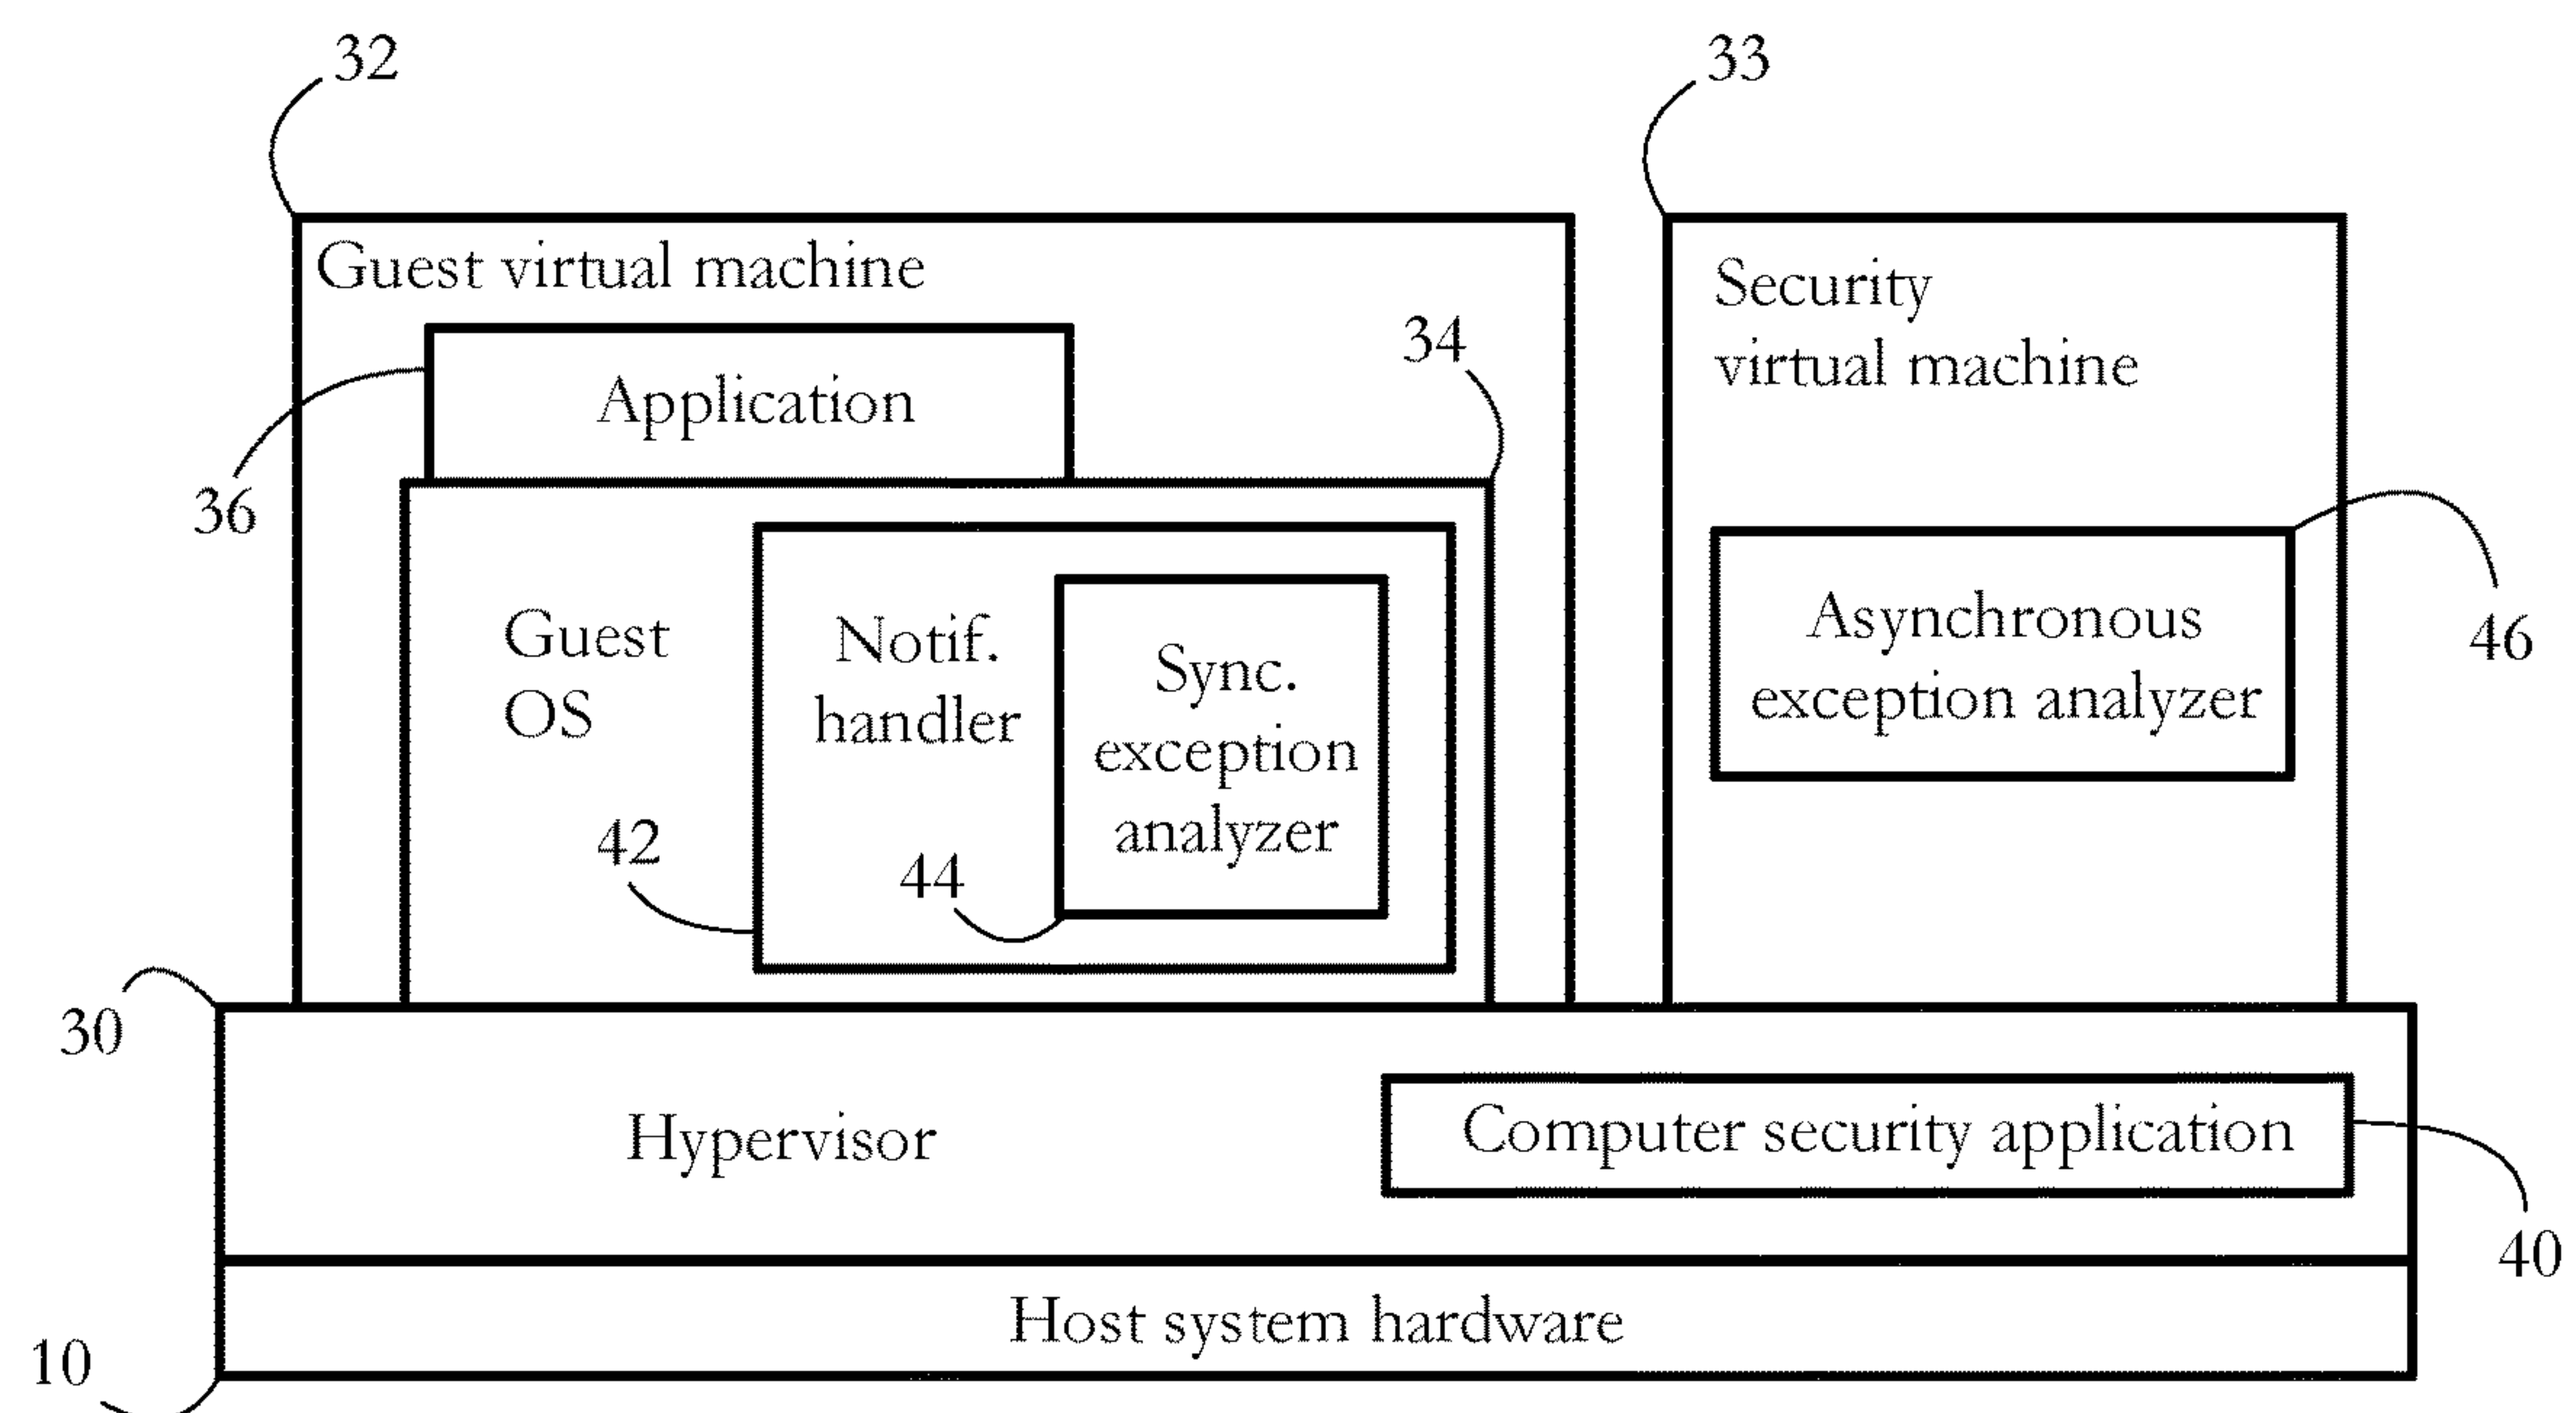 32
33
Guest virtual machine
Security
virtual machine
34
Application
36
Guest
OS
Notif.
handler
Sync.
exception
analyzer
Asynchronous
exception analyzer
46
42
44
30
Hypervisor
Computer security application
40
Host system hardware
10